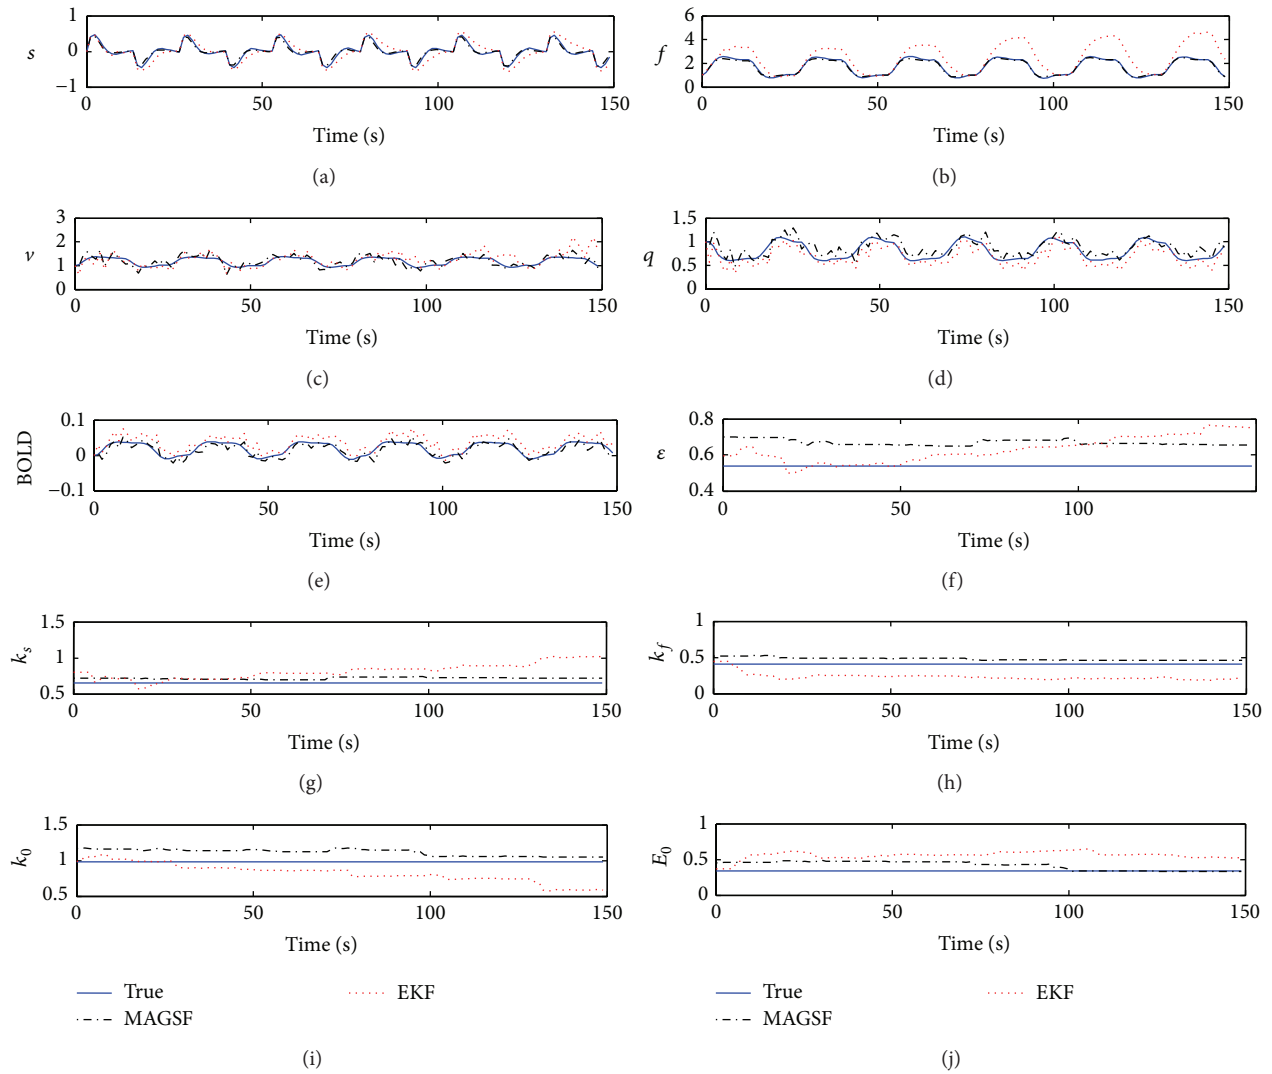 1
0
−1
s
0 50 100 150
Time (s)
(a)
6
4
2
0
f
0 50 100 150
Time (s)
(b)
3
2
1
0
v
0 50 100 150
Time (s)
(c)
1.5
1
0.5
0
q
0 50 100 150
Time (s)
(d)
0.1
0
−0.1
BOLD
0 50 100 150
Time (s)
(e)
0.8
0.6
0.4
ε
0 50 100
Time (s)
(f)
1.5
1
0.5
k_s
0 50 100 150
Time (s)
(g)
1
0.5
0
k_f
0 50 100 150
Time (s)
(h)
1.5
1
0.5
k_0
0 50 100 150
Time (s)
True
MAGSF
EKF
(i)
1
0.5
0
E_0
0 50 100 150
Time (s)
True
MAGSF
EKF
(j)